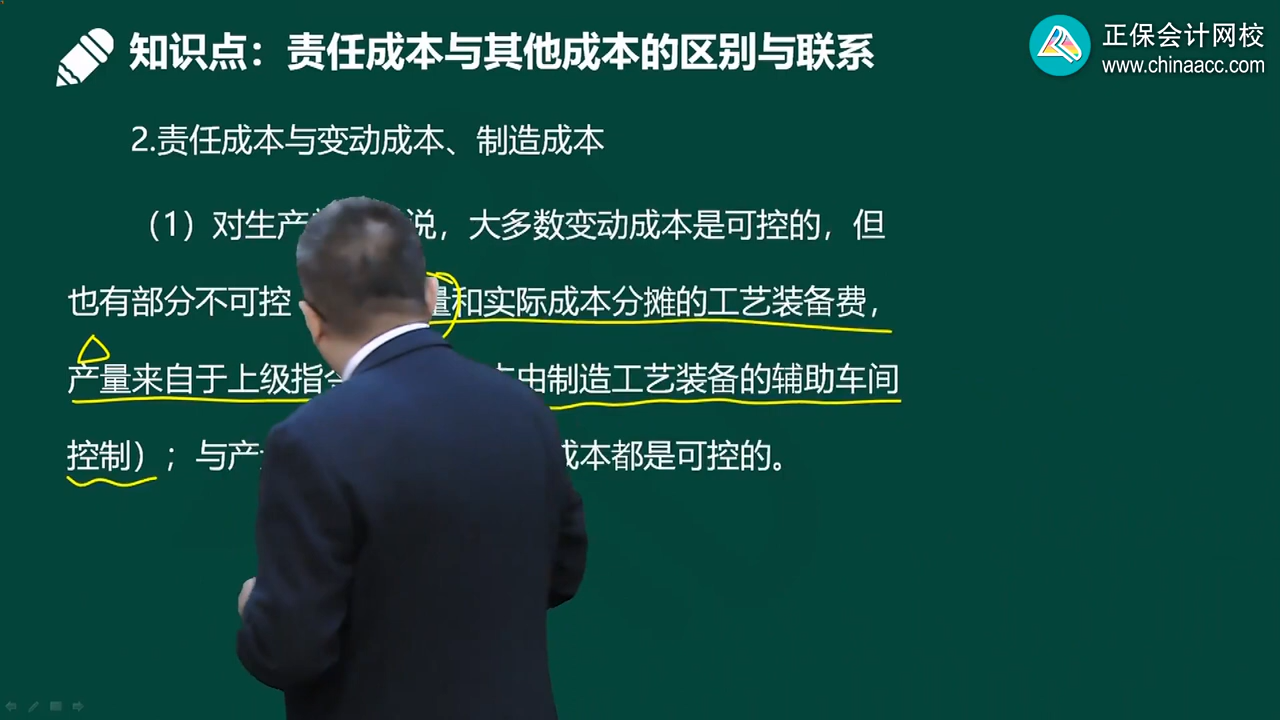 知识点：责任成本与其他成本的区别与联系
正保会计网校
www.chinaacc.com
2.责任成本与变动成本、制造成本
（1）对生产 说，大多数变动成本是可控的，但
也有部分不可控 量和实际成本分摊的工艺装备费，
产量来自于上级指令 由制造工艺装备的辅助车间
控制）；与产 成本都是可控的。